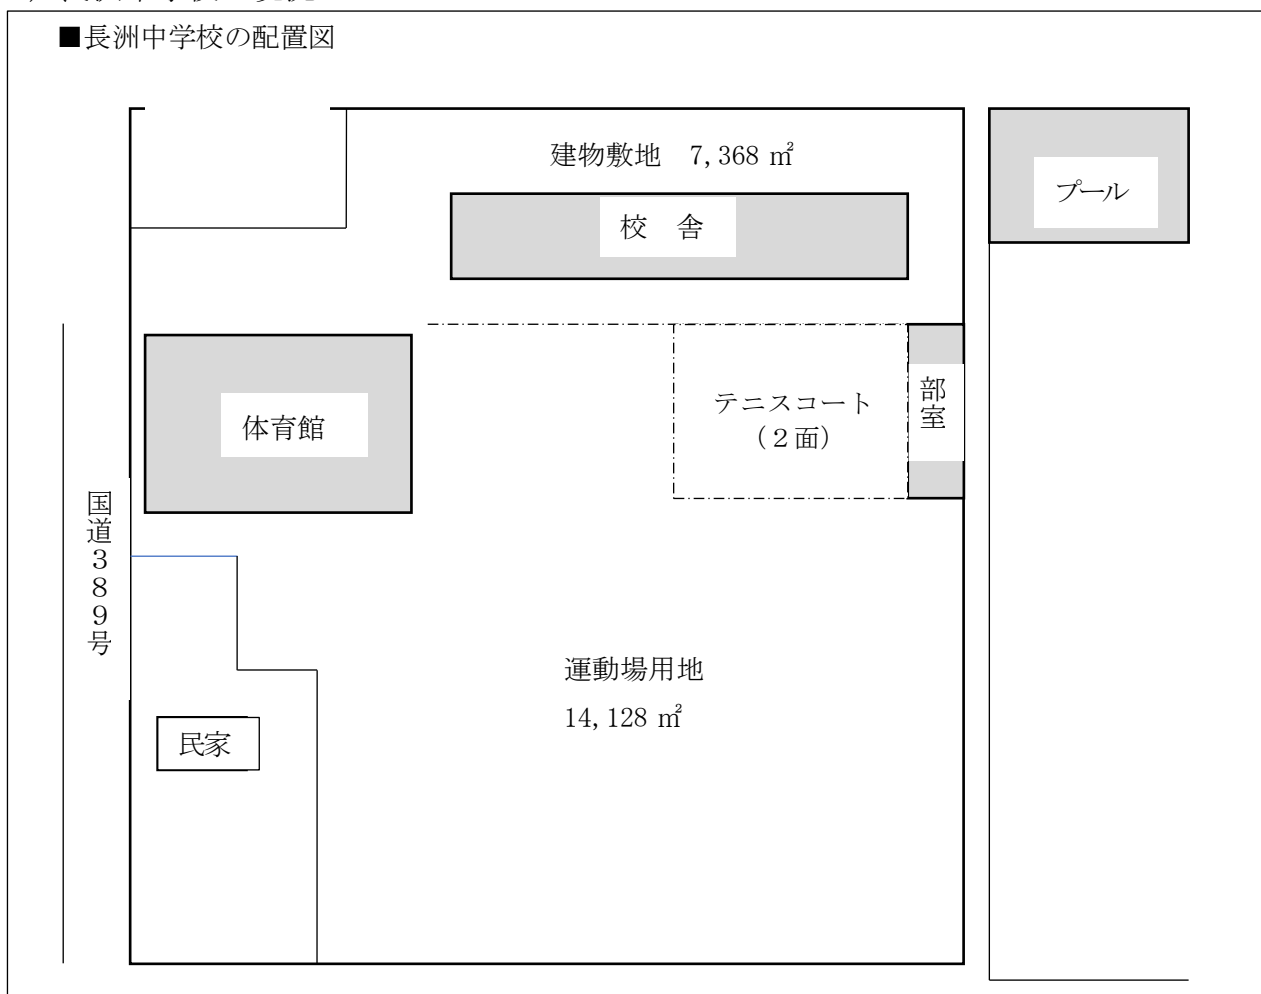 ■長洲中学校の配置図
建物敷地　7,368 ㎡
プール
校　舎
テニスコート
（２面）
部室
体育館
国道３８９号
運動場用地
14,128 ㎡
民家